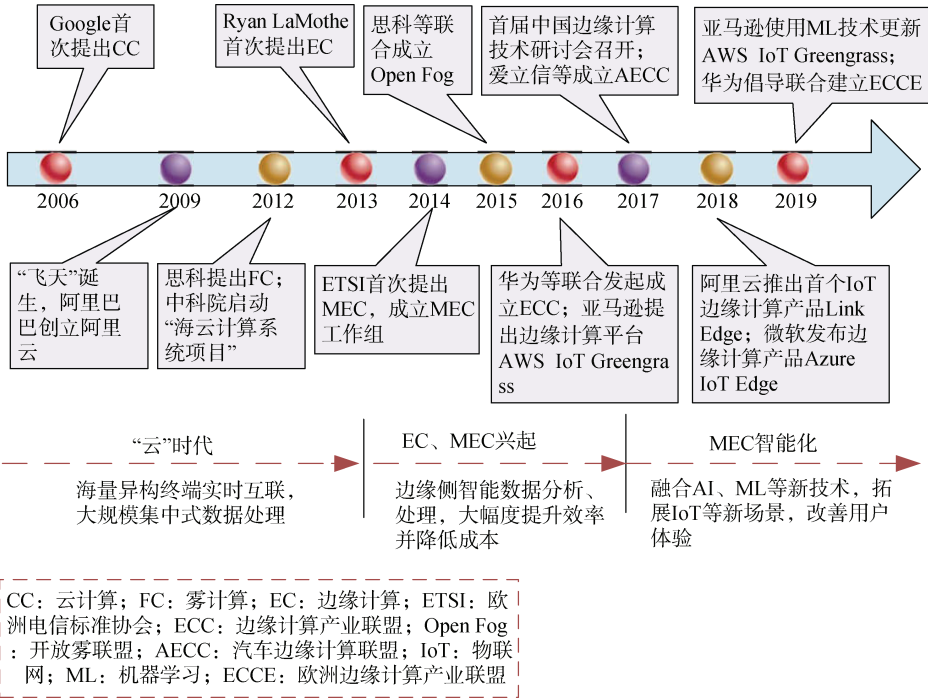 Google首
次提出CC
Ryan LaMothe
首次提出EC
思科等联
合成立
Open Fog
首届中国边缘计算
技术研讨会召开；
爱立信等成立AECC
亚马逊使用ML技术更新
AWS IoT Greengrass；
华为倡导联合建立ECCE
2006
2009
2012
2013
2014
2015
2016
2017
2018
2019
“飞天”诞
生，阿里巴
巴创立阿里
云
思科提出FC；
中科院启动
“海云计算系
统项目”
ETSI首次提出
MEC，成立MEC
工作组
华为等联合发起成
立ECC；亚马逊提
出边缘计算平台
AWS IoT Greengra
ss
阿里云推出首个IoT
边缘计算产品Link
Edge；微软发布边
缘计算产品Azure
IoT Edge
“云”时代
海量异构终端实时互联，
大规模集中式数据处理
EC、MEC兴起
边缘侧智能数据分析、
处理，大幅度提升效率
并降低成本
MEC智能化
融合AI、ML等新技术，拓
展IoT等新场景，改善用户
体验
CC：云计算；FC：雾计算；EC：边缘计算；ETSI：欧
洲电信标准协会；ECC：边缘计算产业联盟；Open Fog
：开放雾联盟；AECC：汽车边缘计算联盟；IoT：物联
网；ML：机器学习；ECCE：欧洲边缘计算产业联盟